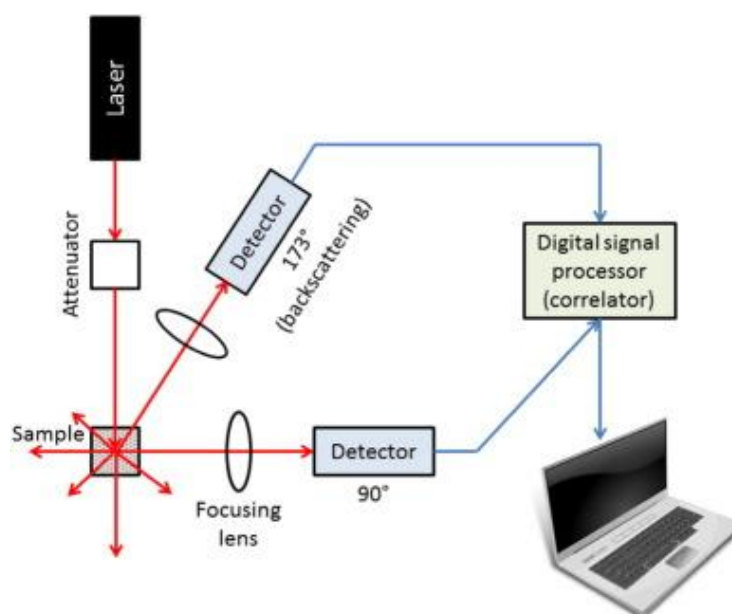 Laser
Attenuator
Detector
173°
(backscattering)
Digital signal
processor
(correlator)
Sample
Detector
90°
Focusing
lens